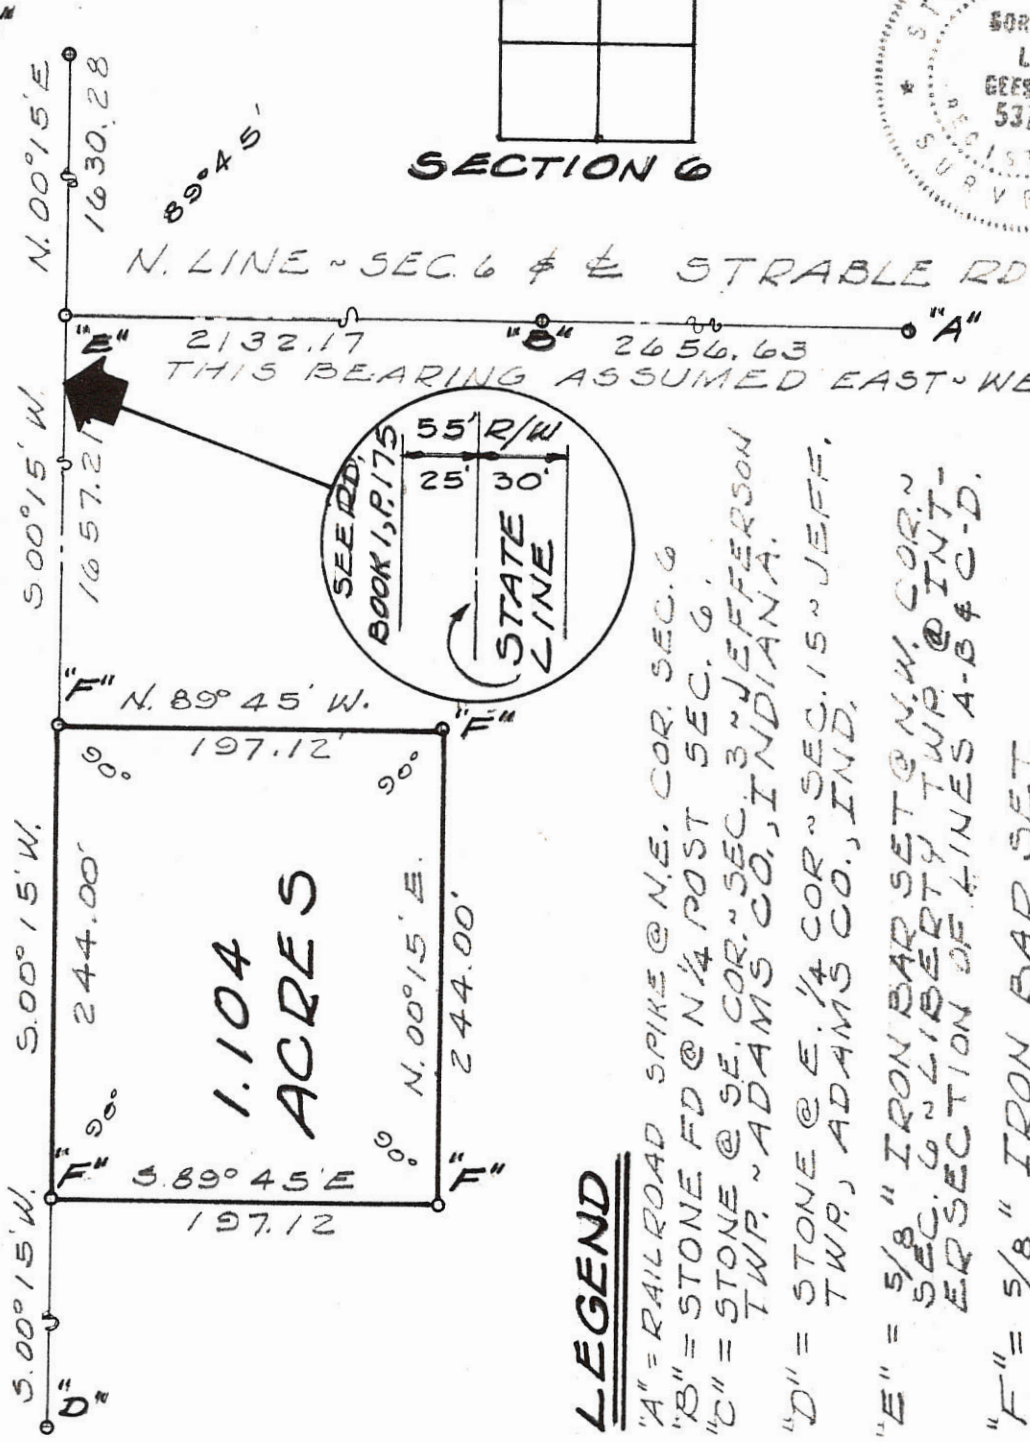 "
N. 00°15' E
1630.28
89°45'
SECTION 6
N. LINE ~ SEC. 6 & ℄ STRABLE RD
"E"
2132.17
"B"
2656.63
"A"
THIS BEARING ASSUMED EAST~WE
S 00°15' W.
1657.21
SEE RD.
BOOK 1, P. 175
55' R/W
25' 30'
STATE
LINE
"F"
N. 89° 45' W.
197.12'
"F"
90°
90°
S. 00° 15' W.
244.00'
1.104
ACRES
N. 00°15' E.
244.00'
90°
90°
"F"
S. 89° 45' E
197.12
"F"
S. 00° 15' W.
"D"
LEGEND
"A" = RAILROAD SPIKE @ N.E. COR. SEC. 6
"B" = STONE FD @ N 1/4 POST SEC. 6.
"C" = STONE @ SE. COR. ~ SEC. 3 ~ JEFFERSON
TWP. ~ ADAMS CO., INDIANA.
"D" = STONE @ E. 1/4 COR ~ SEC. 15 ~ JEFF.
TWP., ADAMS CO., IND.
"E" = 5/8" IRON BAR SET @ N.W. COR. ~
SEC. 6 ~ LIBERTY TWP. @ INT-
ERSECTION OF LINES A-B & C-D.
"F" = 5/8" IRON BAR SET